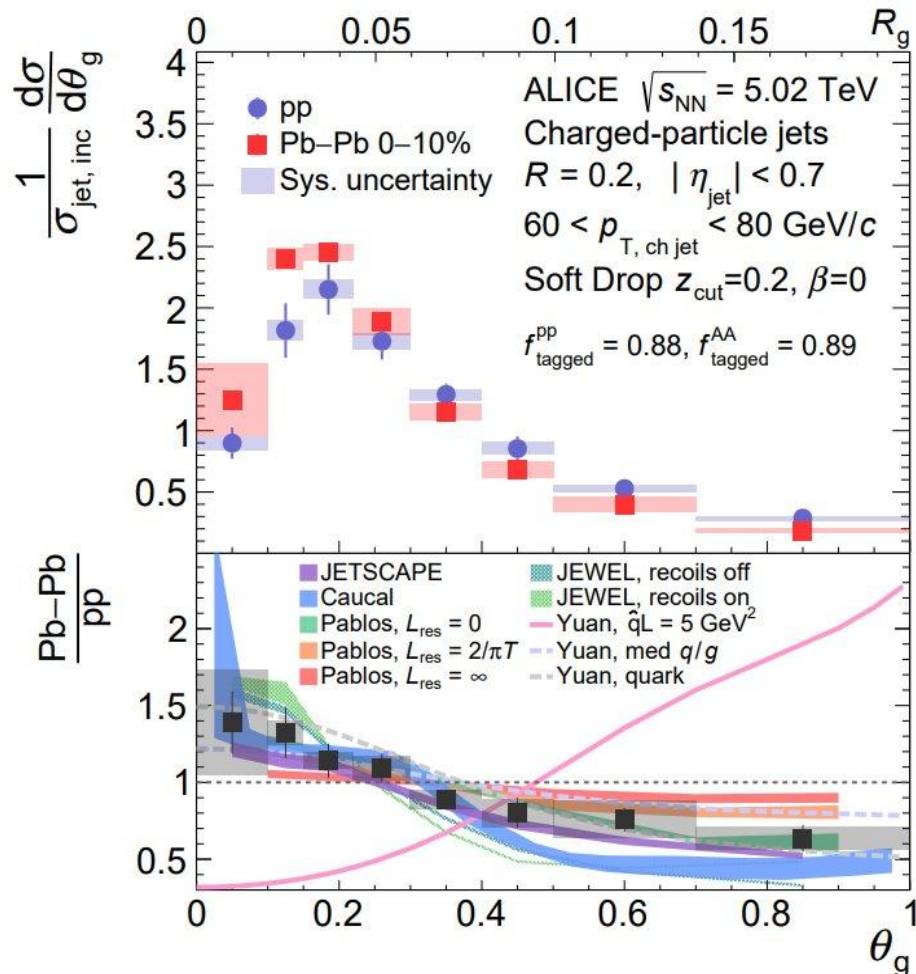 0 0.05 0.1 0.15 R_g
1/σ_jet, inc dσ/dθ_g
4
3.5
3
2.5
2
1.5
1
0.5
pp
Pb–Pb 0–10%
Sys. uncertainty
ALICE √s_NN = 5.02 TeV
Charged-particle jets
R = 0.2, | η_jet | < 0.7
60 < p_T, ch jet < 80 GeV/c
Soft Drop z_cut=0.2, β=0
f^pp_tagged = 0.88, f^AA_tagged = 0.89
Pb–Pb/pp
2
1.5
1
0.5
JETSCAPE
Caucal
Pablos, L_res = 0
Pablos, L_res = 2/πT
Pablos, L_res = ∞
JEWEL, recoils off
JEWEL, recoils on
Yuan, q̂L = 5 GeV²
Yuan, med q/g
Yuan, quark
0 0.2 0.4 0.6 0.8 1
θ_g